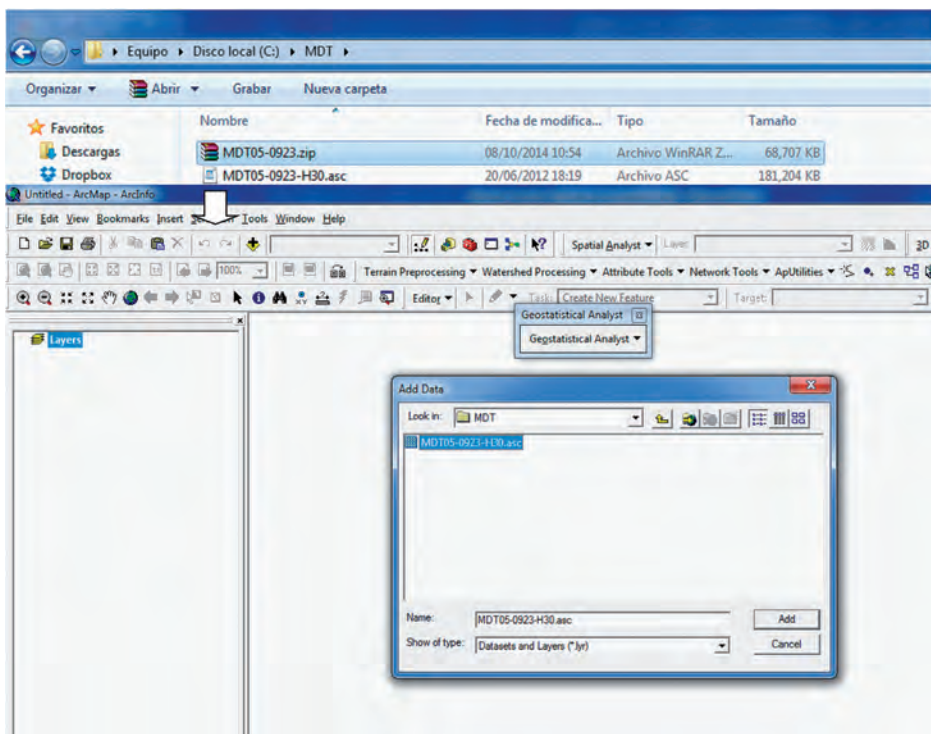 Equipo Disco local (C:) MDT
Organizar Abrir Grabar Nueva carpeta
Nombre Fecha de modifica... Tipo Tamaño
Favoritos
Descargas MDT05-0923.zip 08/10/2014 10:54 Archivo WinRAR Z... 68,707 KB
Dropbox MDT05-0923-H30.asc 20/06/2012 18:19 Archivo ASC 181,204 KB
Untitled - ArcMap - ArcInfo
File Edit View Bookmarks Insert Tools Window Help
Spatial Analyst Layer: 3D
100% Terrain Preprocessing Watershed Processing Attribute Tools Network Tools ApUtilities
Editor Task: Create New Feature Target:
Geostatistical Analyst
Geostatistical Analyst
Layers
Add Data
Look in: MDT
MDT05-0923-H30.asc
Name: MDT05-0923-H30.asc Add
Show of type: Datasets and Layers (*.lyr) Cancel